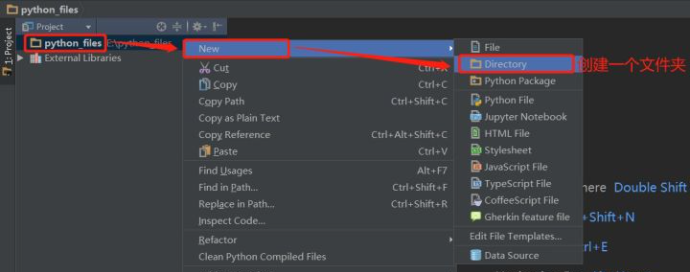 python_files
Project
1: Project
python_files E:\python_files
External Libraries
New
Cut Ctrl+X
Copy Ctrl+C
Copy Path Ctrl+Shift+C
Copy as Plain Text
Copy Reference Ctrl+Alt+Shift+C
Paste Ctrl+V
Find Usages Alt+F7
Find in Path... Ctrl+Shift+F
Replace in Path... Ctrl+Shift+R
Inspect Code...
Refactor
Clean Python Compiled Files
File
Directory
创建一个文件夹
Python Package
Python File
Jupyter Notebook
HTML File
Stylesheet
JavaScript File
TypeScript File
CoffeeScript File
Gherkin feature file
Edit File Templates...
Data Source
here Double Shift
+Shift+N
+E